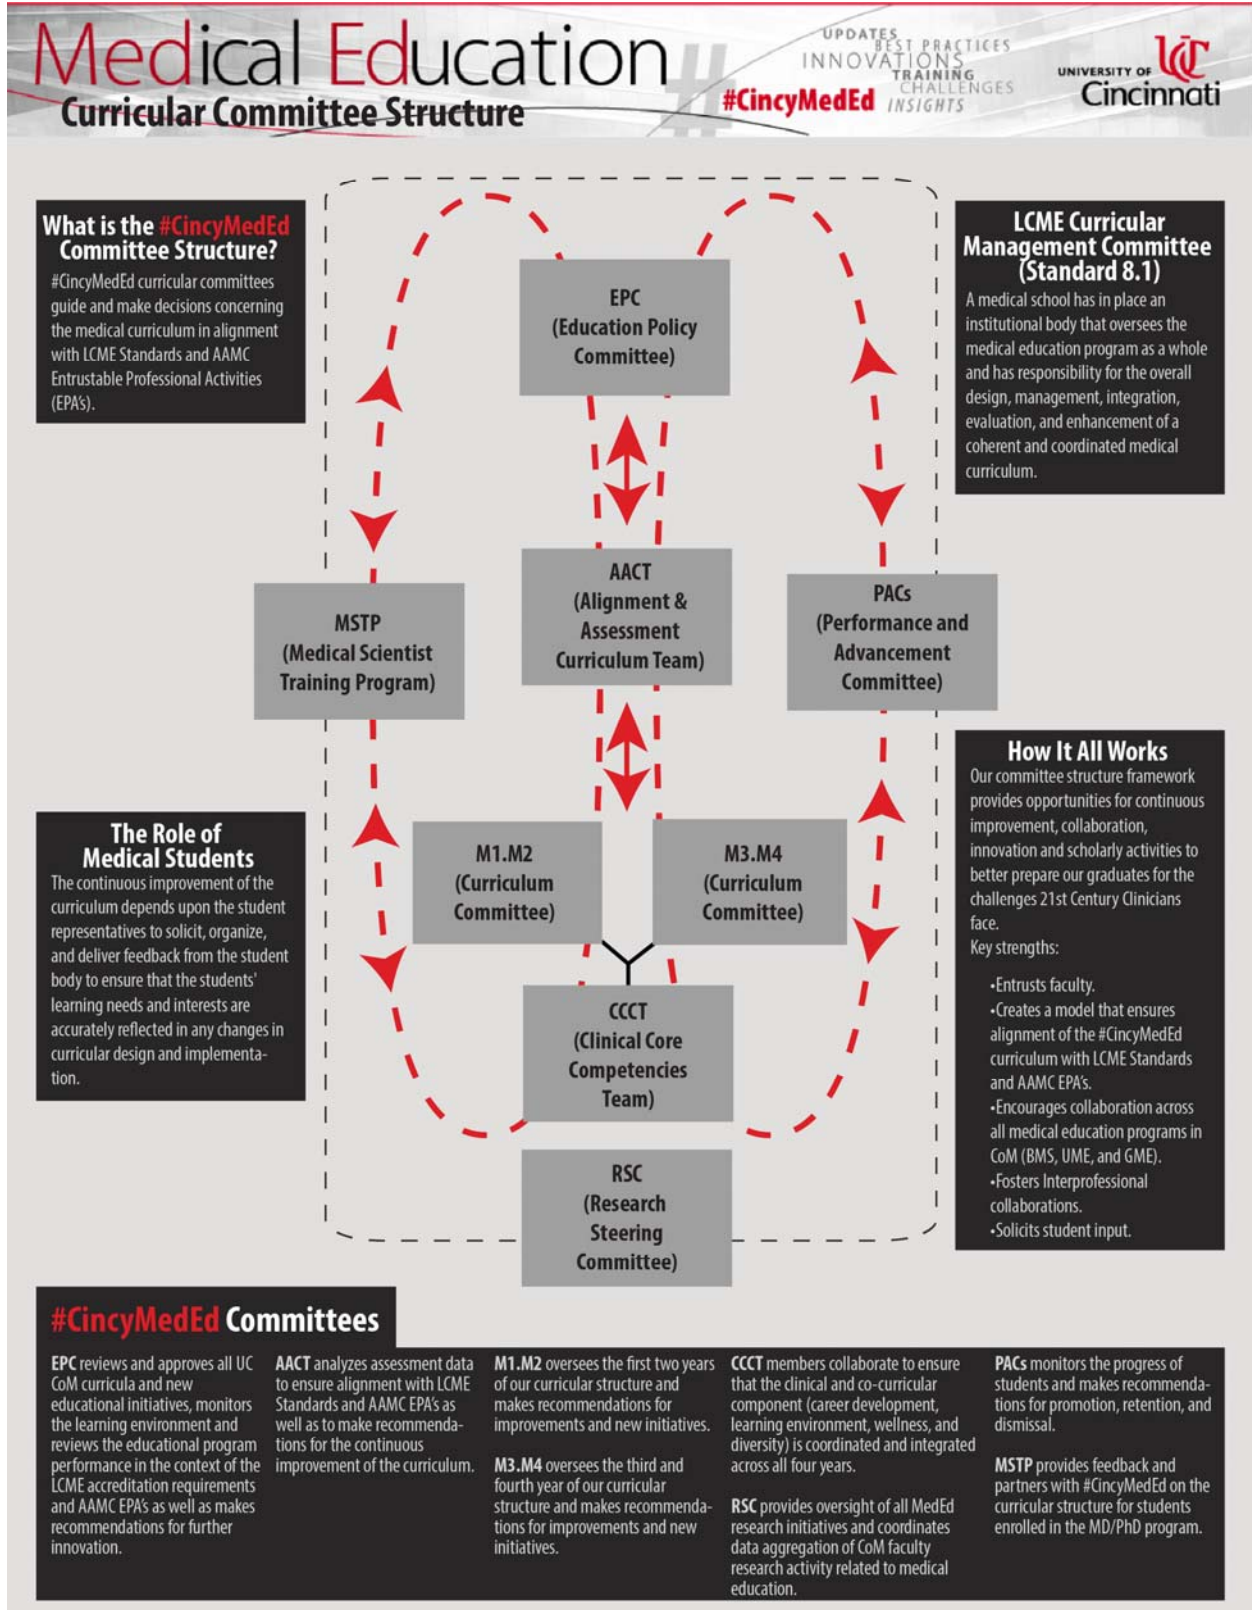 Medical Education
Curricular Committee Structure
#
UPDATES
BEST PRACTICES
INNOVATIONS
TRAINING
CHALLENGES
#CincyMedEd INSIGHTS
UC
UNIVERSITY OF
Cincinnati
What is the #CincyMedEd
Committee Structure?
#CincyMedEd curricular committees
guide and make decisions concerning
the medical curriculum in alignment
with LCME Standards and AAMC
Entrustable Professional Activities
(EPA's).
LCME Curricular
Management Committee
(Standard 8.1)
A medical school has in place an
institutional body that oversees the
medical education program as a whole
and has responsibility for the overall
design, management, integration,
evaluation, and enhancement of a
coherent and coordinated medical
curriculum.
EPC
(Education Policy
Committee)
AACT
(Alignment &
Assessment
Curriculum Team)
MSTP
(Medical Scientist
Training Program)
PACs
(Performance and
Advancement
Committee)
The Role of
Medical Students
The continuous improvement of the
curriculum depends upon the student
representatives to solicit, organize,
and deliver feedback from the student
body to ensure that the students'
learning needs and interests are
accurately reflected in any changes in
curricular design and implementa-
tion.
M1.M2
(Curriculum
Committee)
M3.M4
(Curriculum
Committee)
CCCT
(Clinical Core
Competencies
Team)
RSC
(Research
Steering
Committee)
How It All Works
Our committee structure framework
provides opportunities for continuous
improvement, collaboration,
innovation and scholarly activities to
better prepare our graduates for the
challenges 21st Century Clinicians
face.
Key strengths:
•Entrusts faculty.
•Creates a model that ensures
alignment of the #CincyMedEd
curriculum with LCME Standards
and AAMC EPA's.
•Encourages collaboration across
all medical education programs in
CoM (BMS, UME, and GME).
•Fosters Interprofessional
collaborations.
•Solicits student input.
#CincyMedEd Committees
EPC reviews and approves all UC
CoM curricula and new
educational initiatives, monitors
the learning environment and
reviews the educational program
performance in the context of the
LCME accreditation requirements
and AAMC EPA's as well as makes
recommendations for further
innovation.
AACT analyzes assessment data
to ensure alignment with LCME
Standards and AAMC EPA's as
well as to make recommenda-
tions for the continuous
improvement of the curriculum.
M1.M2 oversees the first two years
of our curricular structure and
makes recommendations for
improvements and new initiatives.
M3.M4 oversees the third and
fourth year of our curricular
structure and makes recommenda-
tions for improvements and new
initiatives.
CCCT members collaborate to ensure
that the clinical and co-curricular
component (career development,
learning environment, wellness, and
diversity) is coordinated and integrated
across all four years.
RSC provides oversight of all MedEd
research initiatives and coordinates
data aggregation of CoM faculty
research activity related to medical
education.
PACs monitors the progress of
students and makes recommenda-
tions for promotion, retention, and
dismissal.
MSTP provides feedback and
partners with #CincyMedEd on the
curricular structure for students
enrolled in the MD/PhD program.